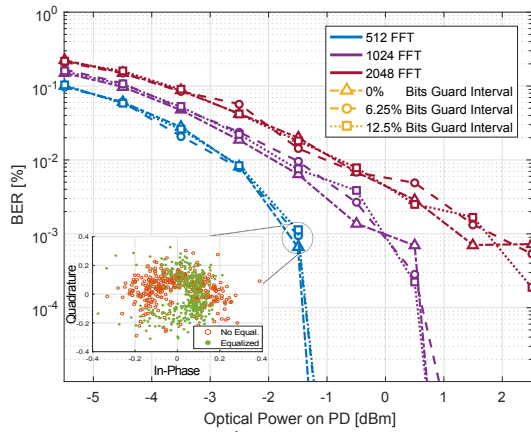 10^0
10^-1
10^-2
10^-3
10^-4
BER [%]
512 FFT
1024 FFT
2048 FFT
0% Bits Guard Interval
6.25% Bits Guard Interval
12.5% Bits Guard Interval
0.4
0.2
0
-0.2
-0.4
Quadrature
No Equal.
Equalized
-0.4 -0.2 0 0.2 0.4
In-Phase
-5 -4 -3 -2 -1 0 1 2
Optical Power on PD [dBm]